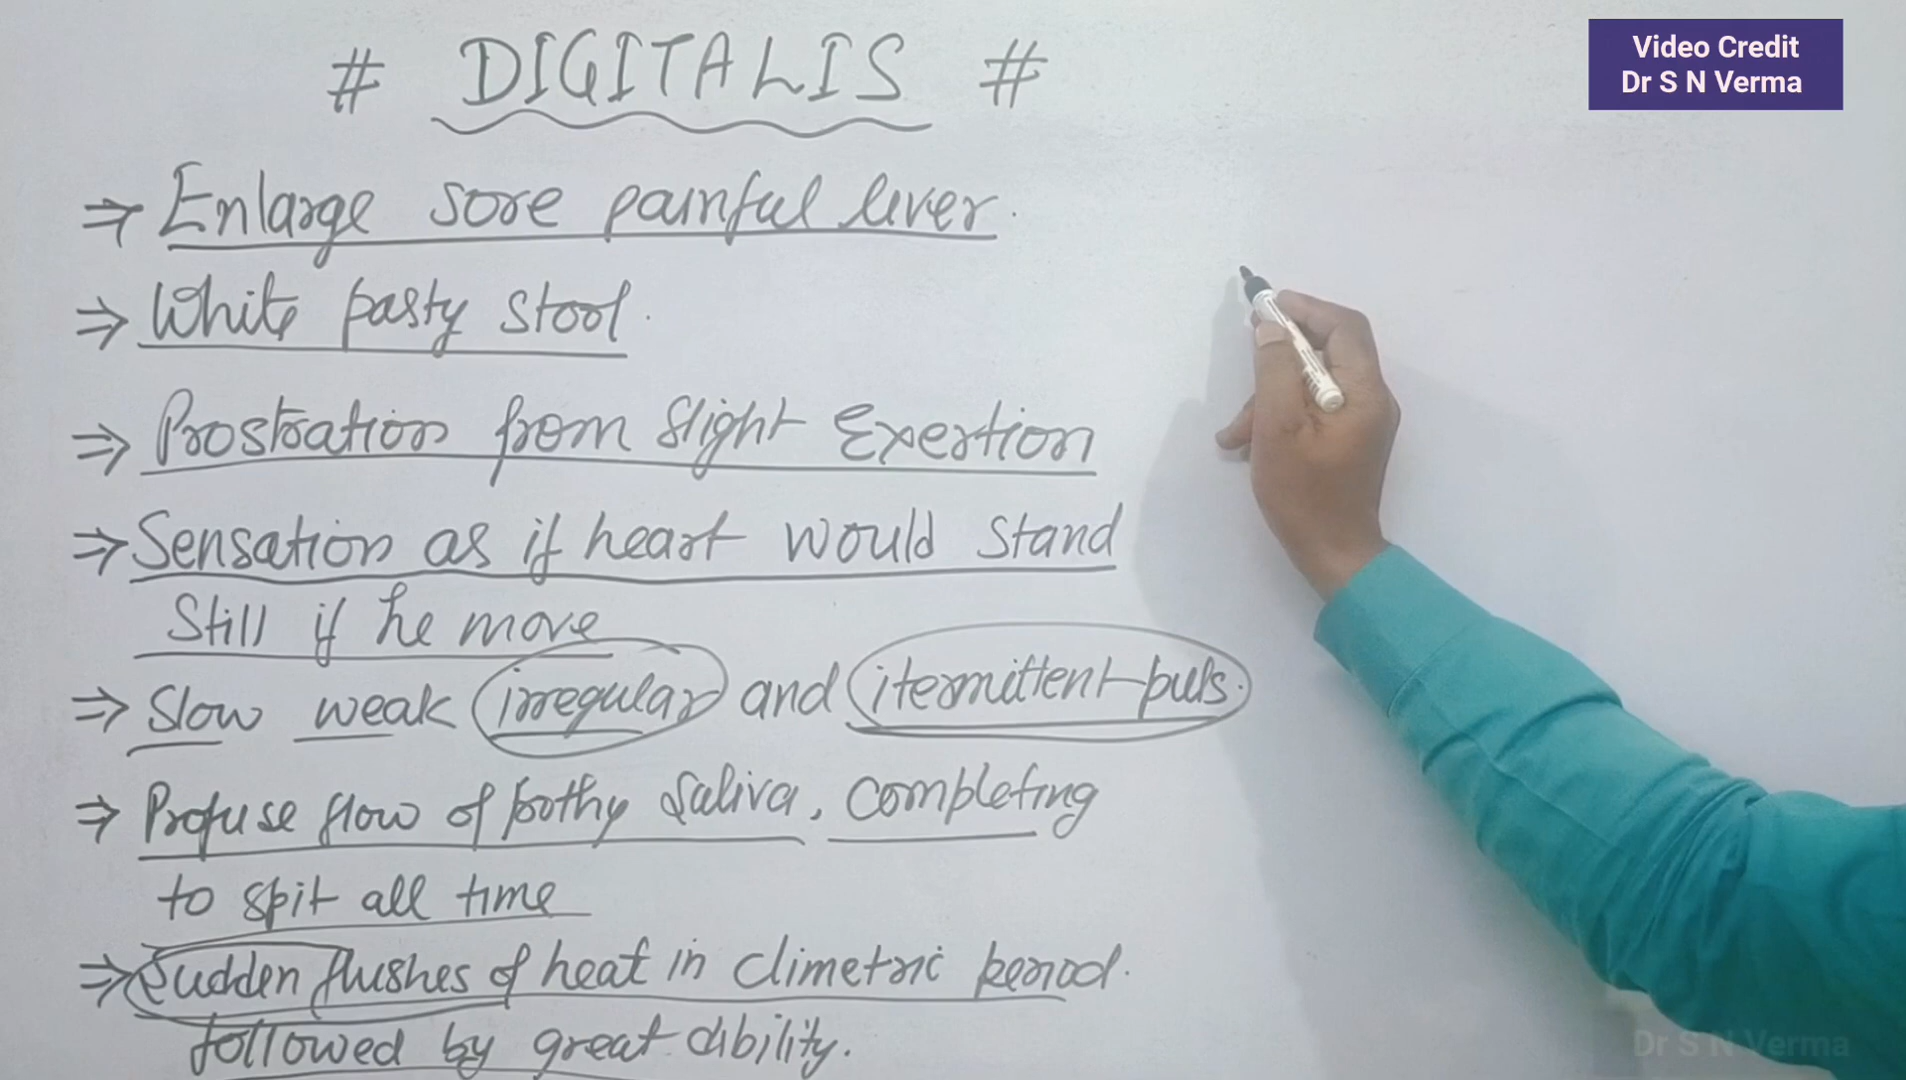 # DIGITALIS #
Video Credit
Dr S N Verma
⇒ Enlarge sore painful liver.
⇒ White pasty stool.
⇒ Prostration from slight Exertion
⇒ Sensation as if heart would stand
still if he move
⇒ Slow weak irregular and itermittent puls.
⇒ Profuse flow of frothy saliva, completing
to spit all time
⇒ Sudden flushes of heat in climetric period.
followed by great dibility.
Dr S N Verma